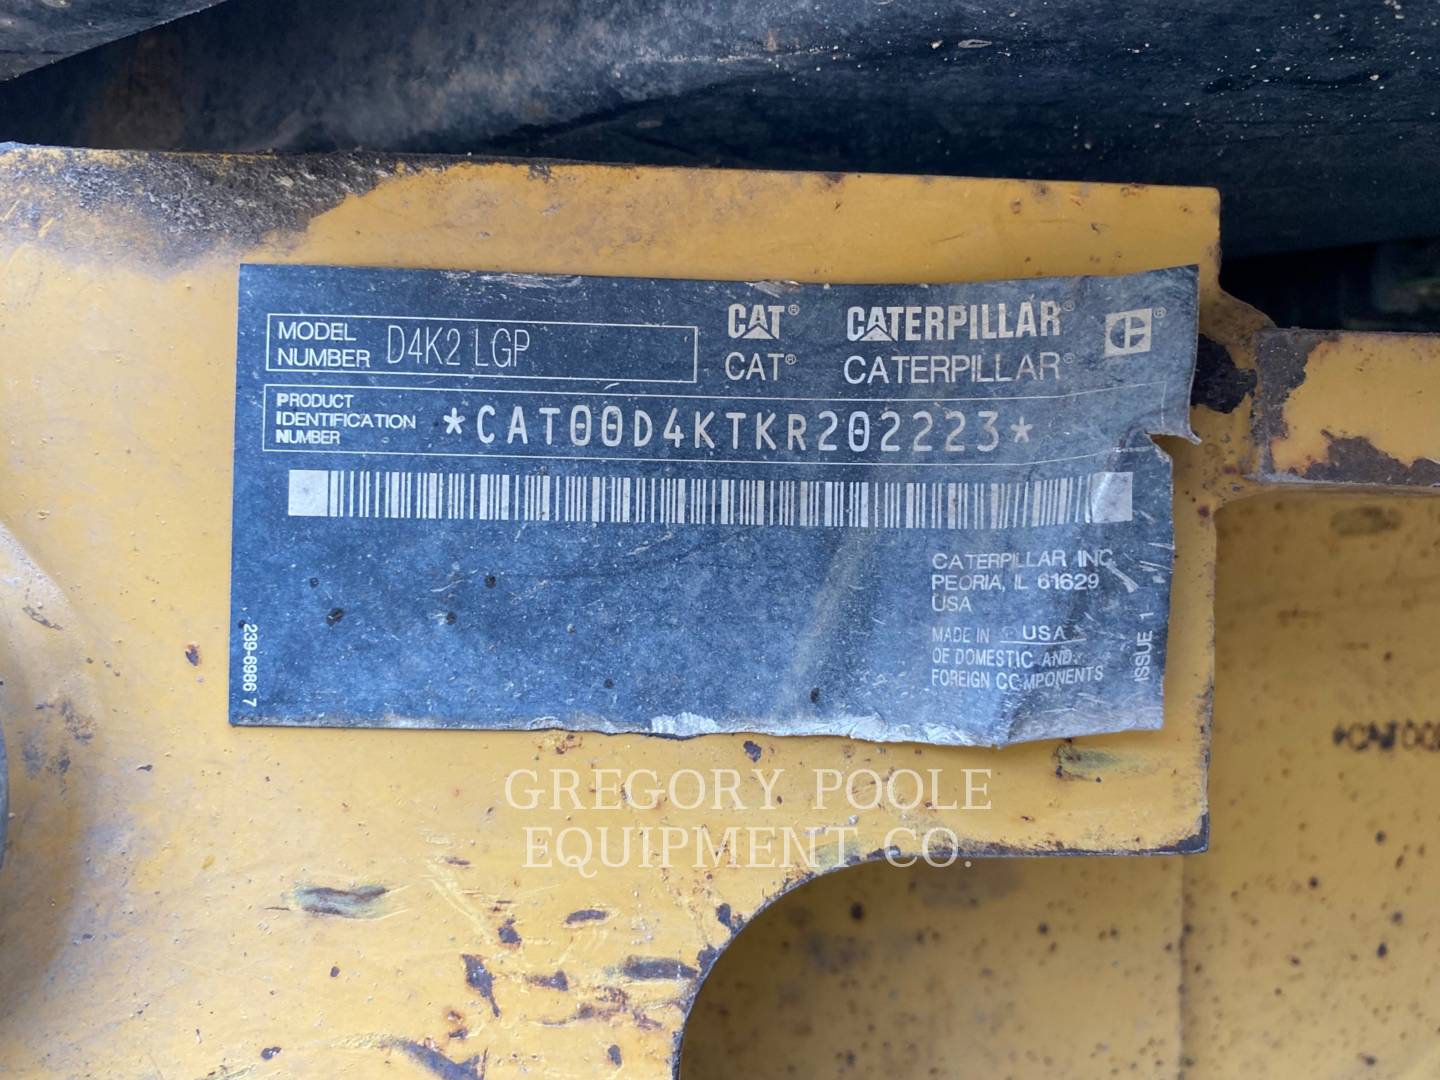 MODEL NUMBER D4K2 LGP
CAT® CATERPILLAR®
CAT® CATERPILLAR®
PRODUCT
IDENTIFICATION
NUMBER
*CAT00D4KTKR202223*
CATERPILLAR INC.
PEORIA, IL 61629
USA
MADE IN USA
OF DOMESTIC AND
FOREIGN COMPONENTS
ISSUE 1
239-6986 7
*CAT00
GREGORY POOLE
EQUIPMENT CO.